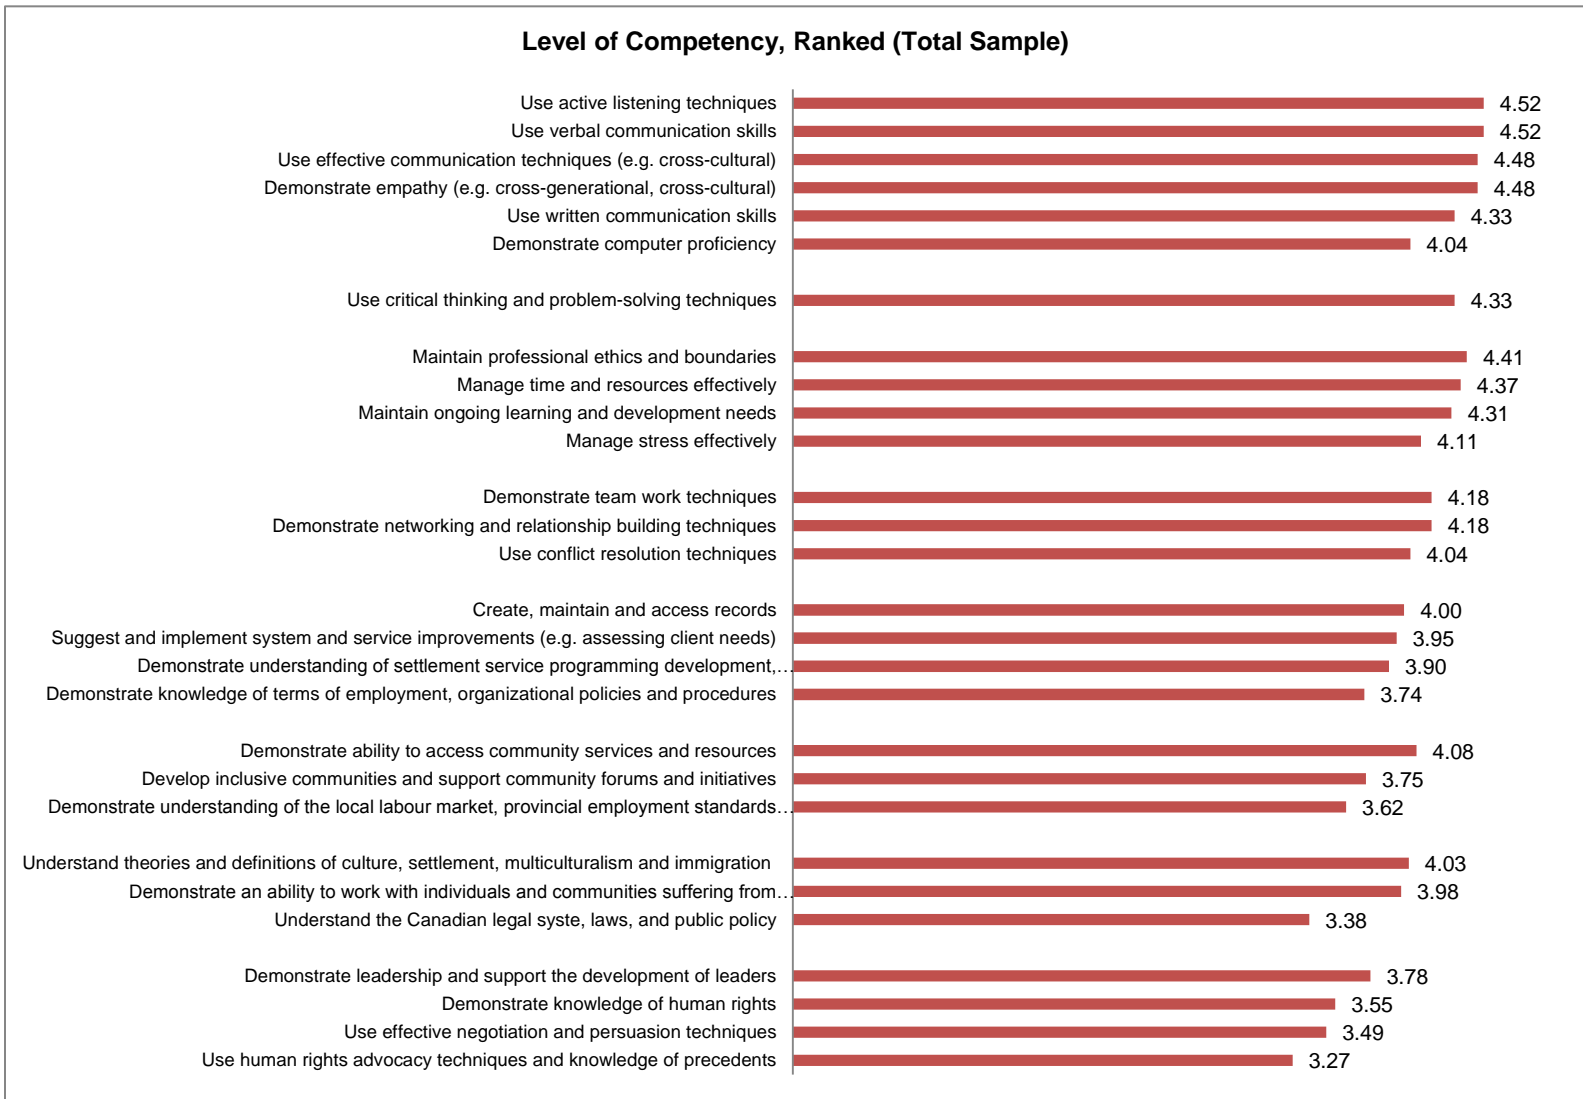 Level of Competency, Ranked (Total Sample)
Use active listening techniques 4.52
Use verbal communication skills 4.52
Use effective communication techniques (e.g. cross-cultural) 4.48
Demonstrate empathy (e.g. cross-generational, cross-cultural) 4.48
Use written communication skills 4.33
Demonstrate computer proficiency 4.04
Use critical thinking and problem-solving techniques 4.33
Maintain professional ethics and boundaries 4.41
Manage time and resources effectively 4.37
Maintain ongoing learning and development needs 4.31
Manage stress effectively 4.11
Demonstrate team work techniques 4.18
Demonstrate networking and relationship building techniques 4.18
Use conflict resolution techniques 4.04
Create, maintain and access records 4.00
Suggest and implement system and service improvements (e.g. assessing client needs) 3.95
Demonstrate understanding of settlement service programming development,… 3.90
Demonstrate knowledge of terms of employment, organizational policies and procedures 3.74
Demonstrate ability to access community services and resources 4.08
Develop inclusive communities and support community forums and initiatives 3.75
Demonstrate understanding of the local labour market, provincial employment standards… 3.62
Understand theories and definitions of culture, settlement, multiculturalism and immigration 4.03
Demonstrate an ability to work with individuals and communities suffering from… 3.98
Understand the Canadian legal syste, laws, and public policy 3.38
Demonstrate leadership and support the development of leaders 3.78
Demonstrate knowledge of human rights 3.55
Use effective negotiation and persuasion techniques 3.49
Use human rights advocacy techniques and knowledge of precedents 3.27